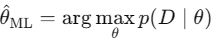 θ̂_ML = arg max_θ p(D | θ)